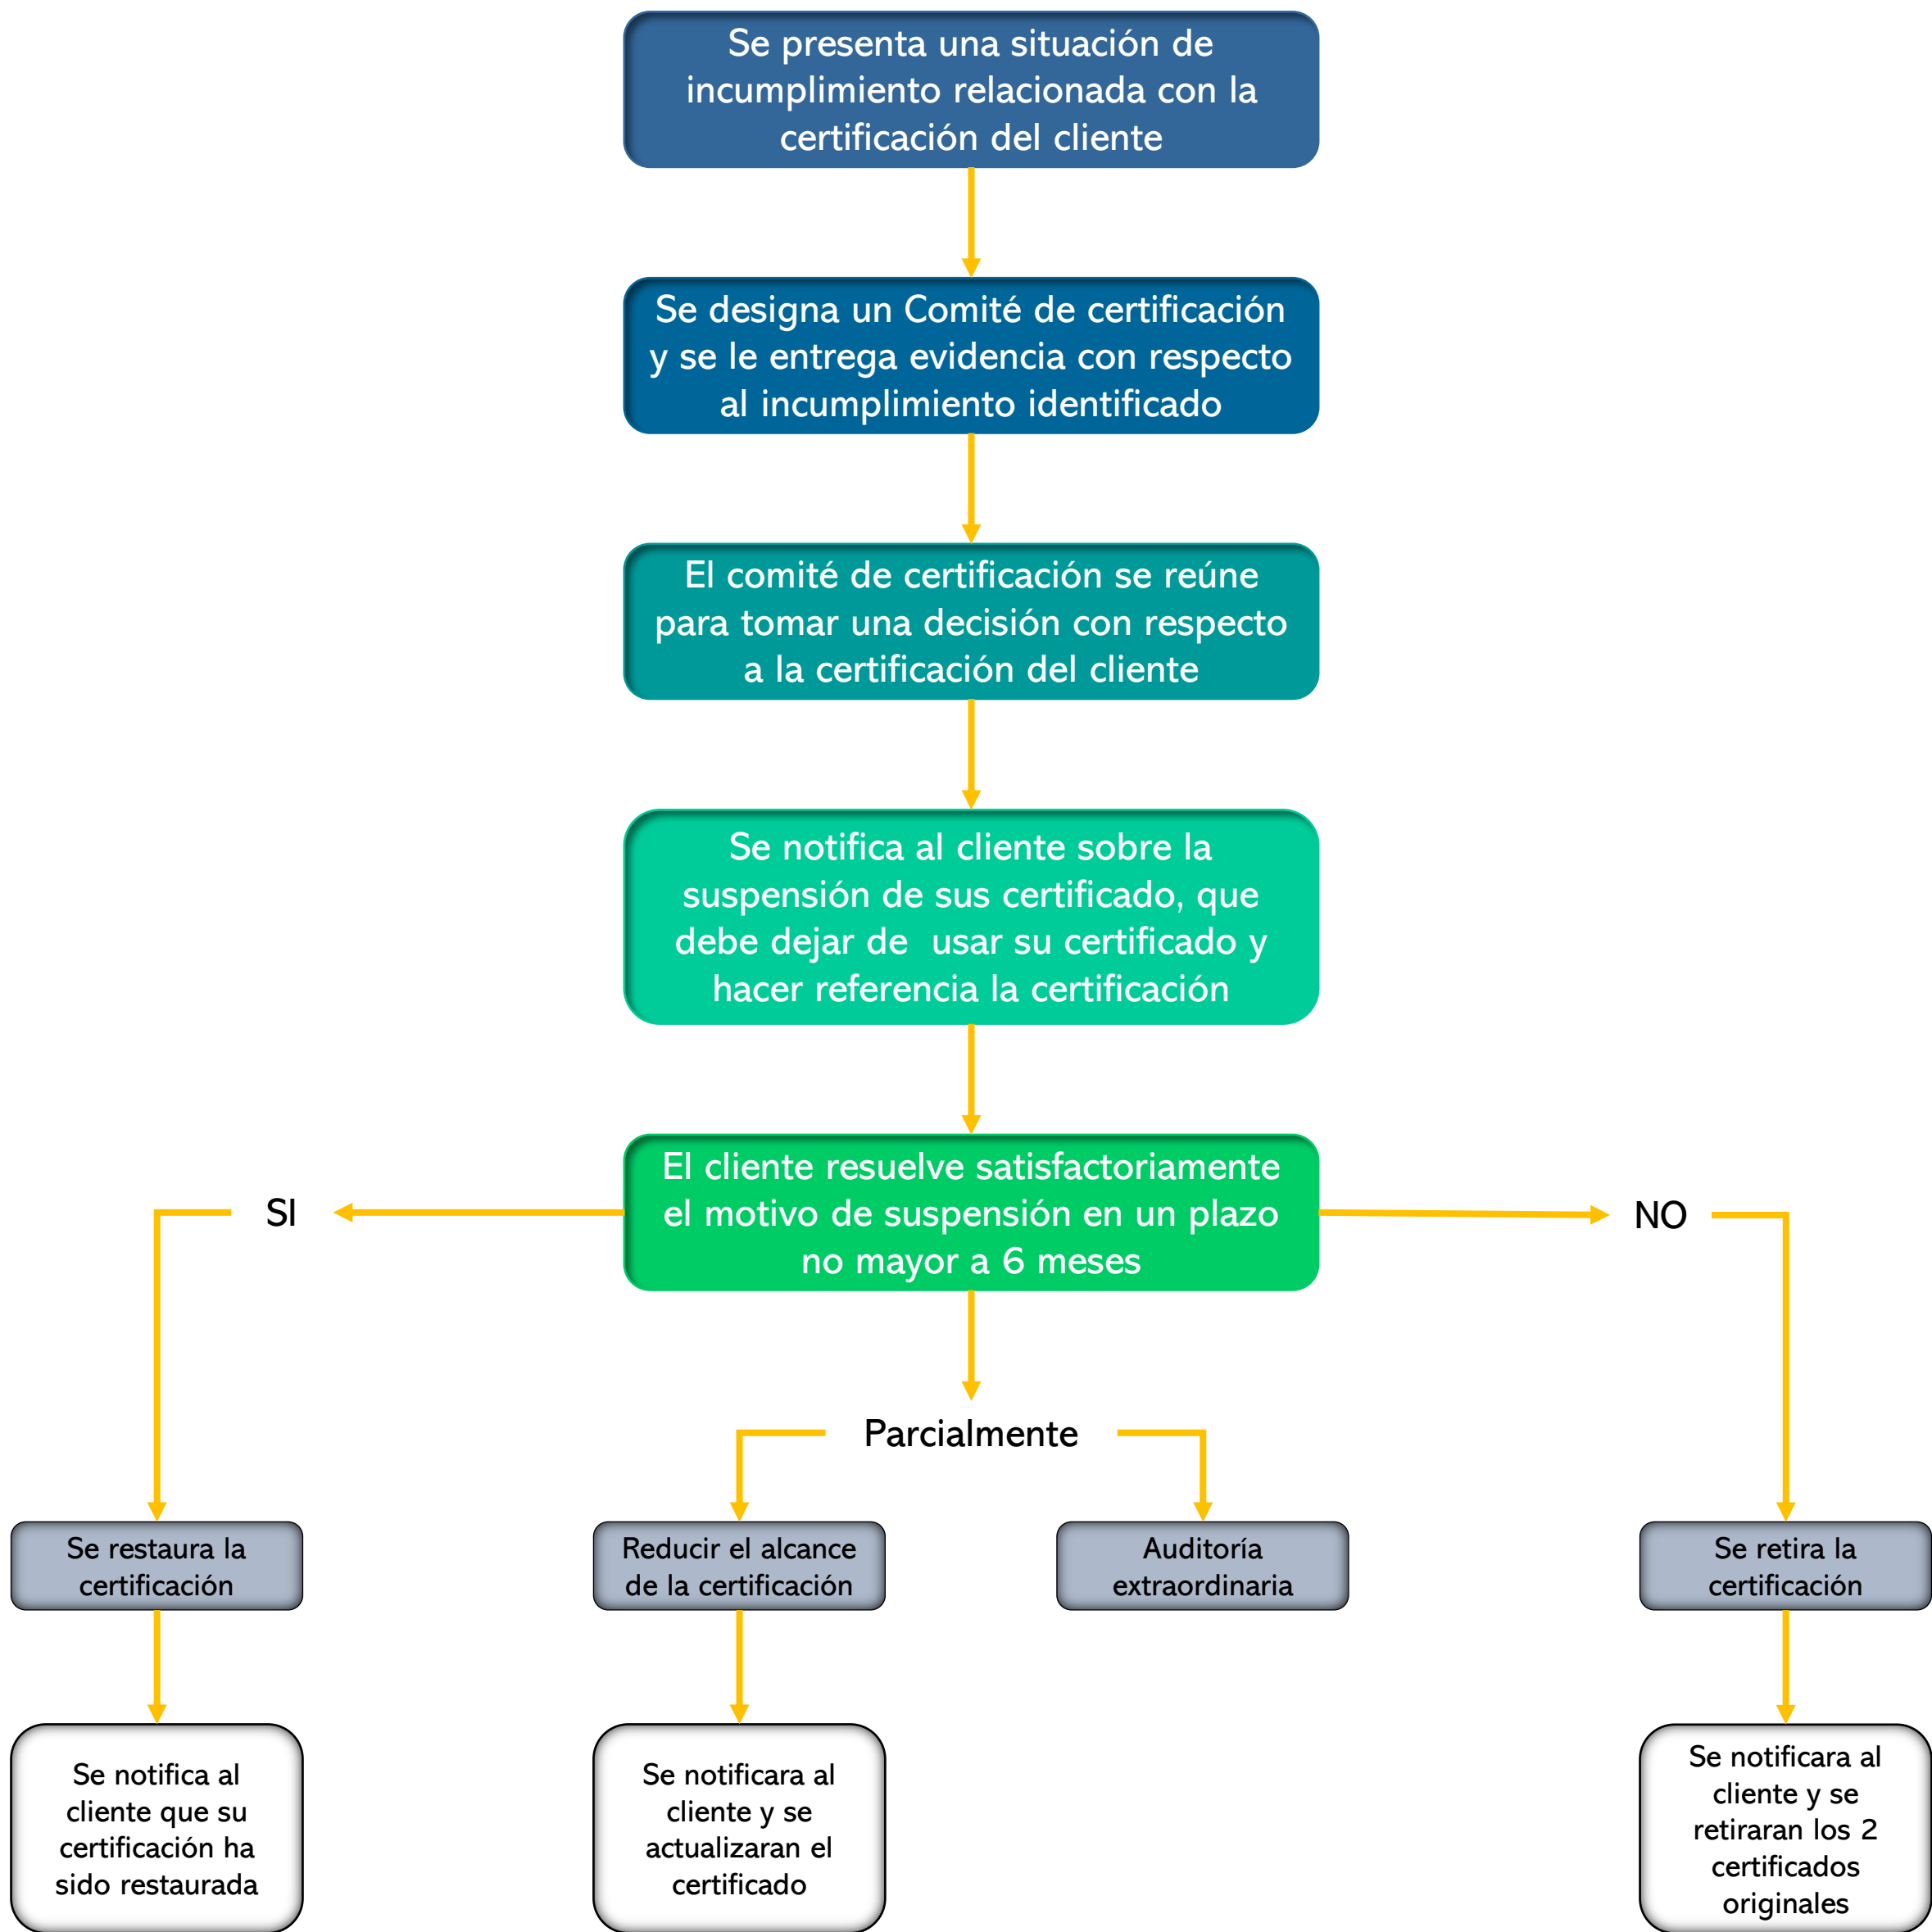 Se presenta una situación de
incumplimiento relacionada con la
certificación del cliente
Se designa un Comité de certificación
y se le entrega evidencia con respecto
al incumplimiento identificado
El comité de certificación se reúne
para tomar una decisión con respecto
a la certificación del cliente
Se notifica al cliente sobre la
suspensión de sus certificado, que
debe dejar de  usar su certificado y
hacer referencia la certificación
El cliente resuelve satisfactoriamente
el motivo de suspensión en un plazo
no mayor a 6 meses
SI
NO
Parcialmente
Se restaura la
certificación
Reducir el alcance
de la certificación
Auditoría
extraordinaria
Se retira la
certificación
Se notifica al
cliente que su
certificación ha
sido restaurada
Se notificara al
cliente y se
actualizaran el
certificado
Se notificara al
cliente y se
retiraran los 2
certificados
originales